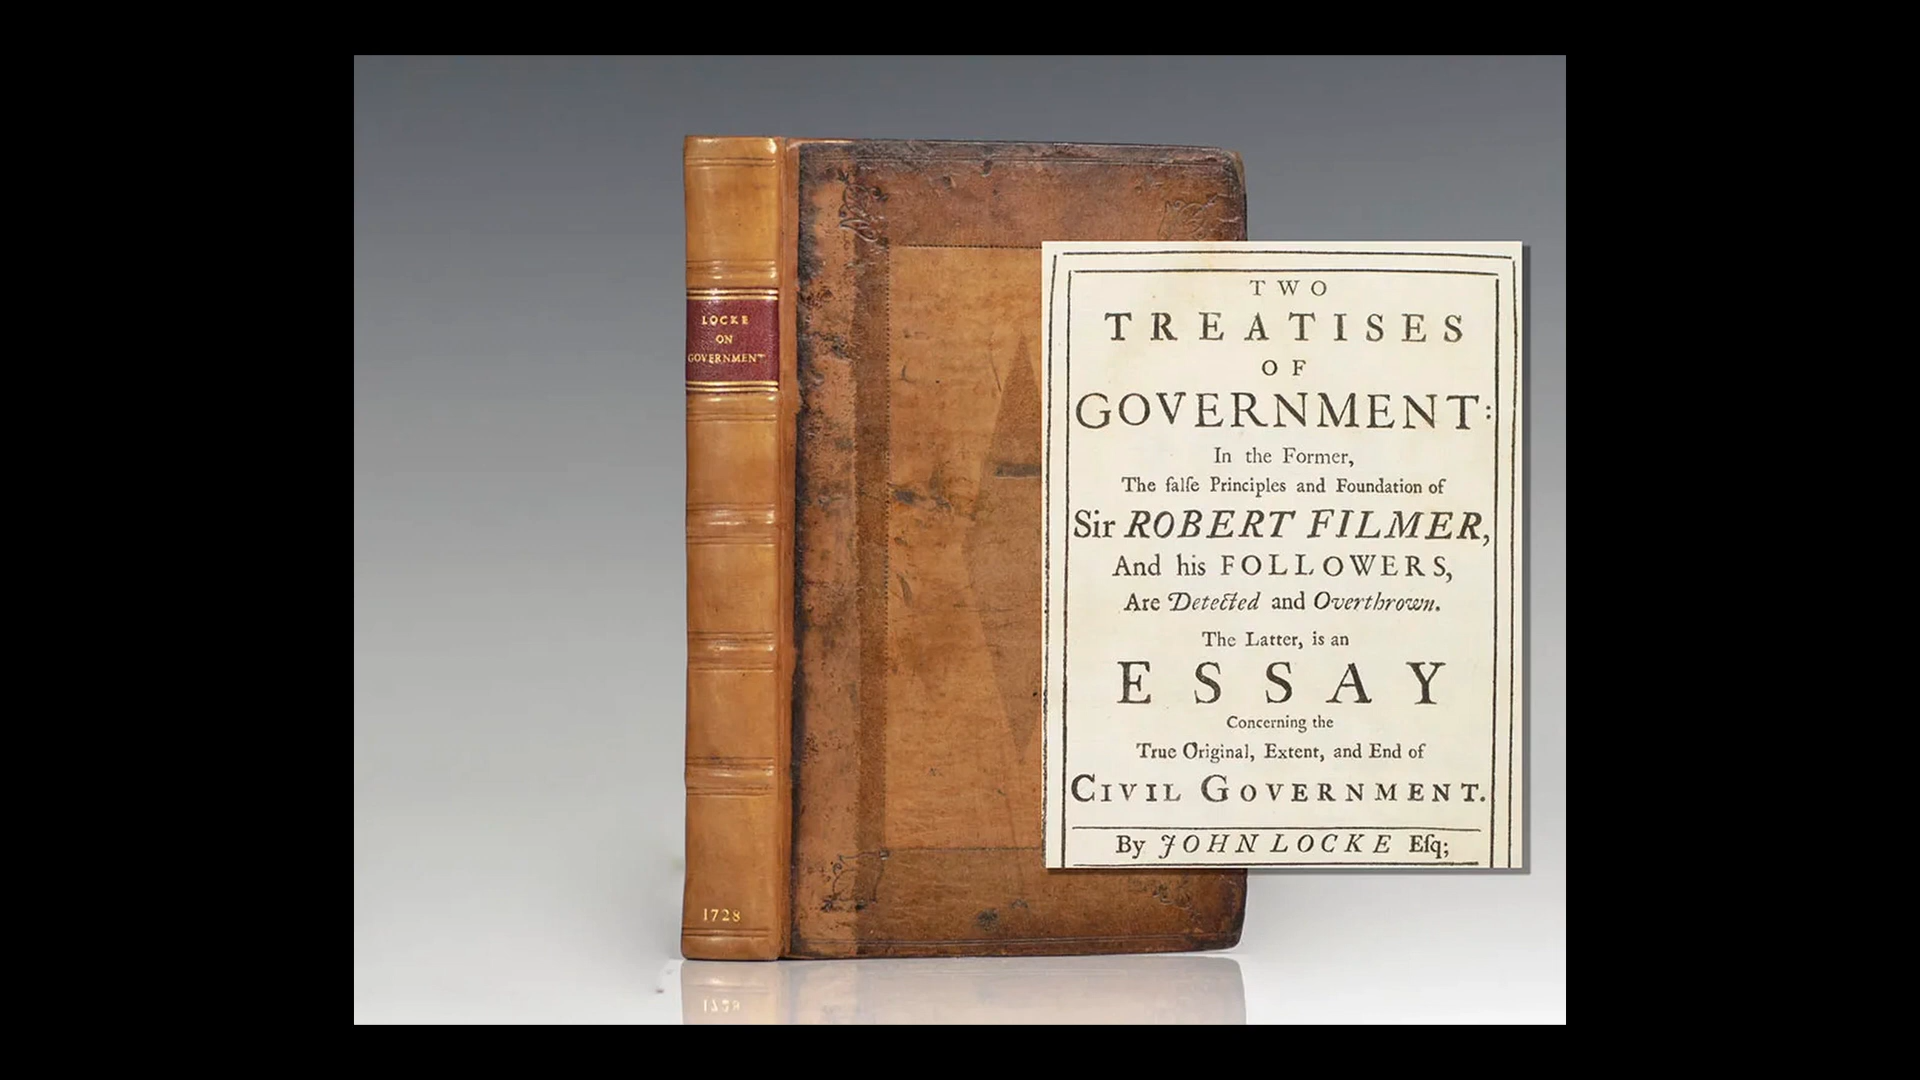 LOCKE
ON
GOVERNMENT
1728
TWO
TREATISES
OF
GOVERNMENT:
In the Former,
The falſe Principles and Foundation of
Sir ROBERT FILMER,
And his FOLLOWERS,
Are Detected and Overthrown.
The Latter, is an
ESSAY
Concerning the
True Original, Extent, and End of
CIVIL GOVERNMENT.
By JOHN LOCKE Eſq;